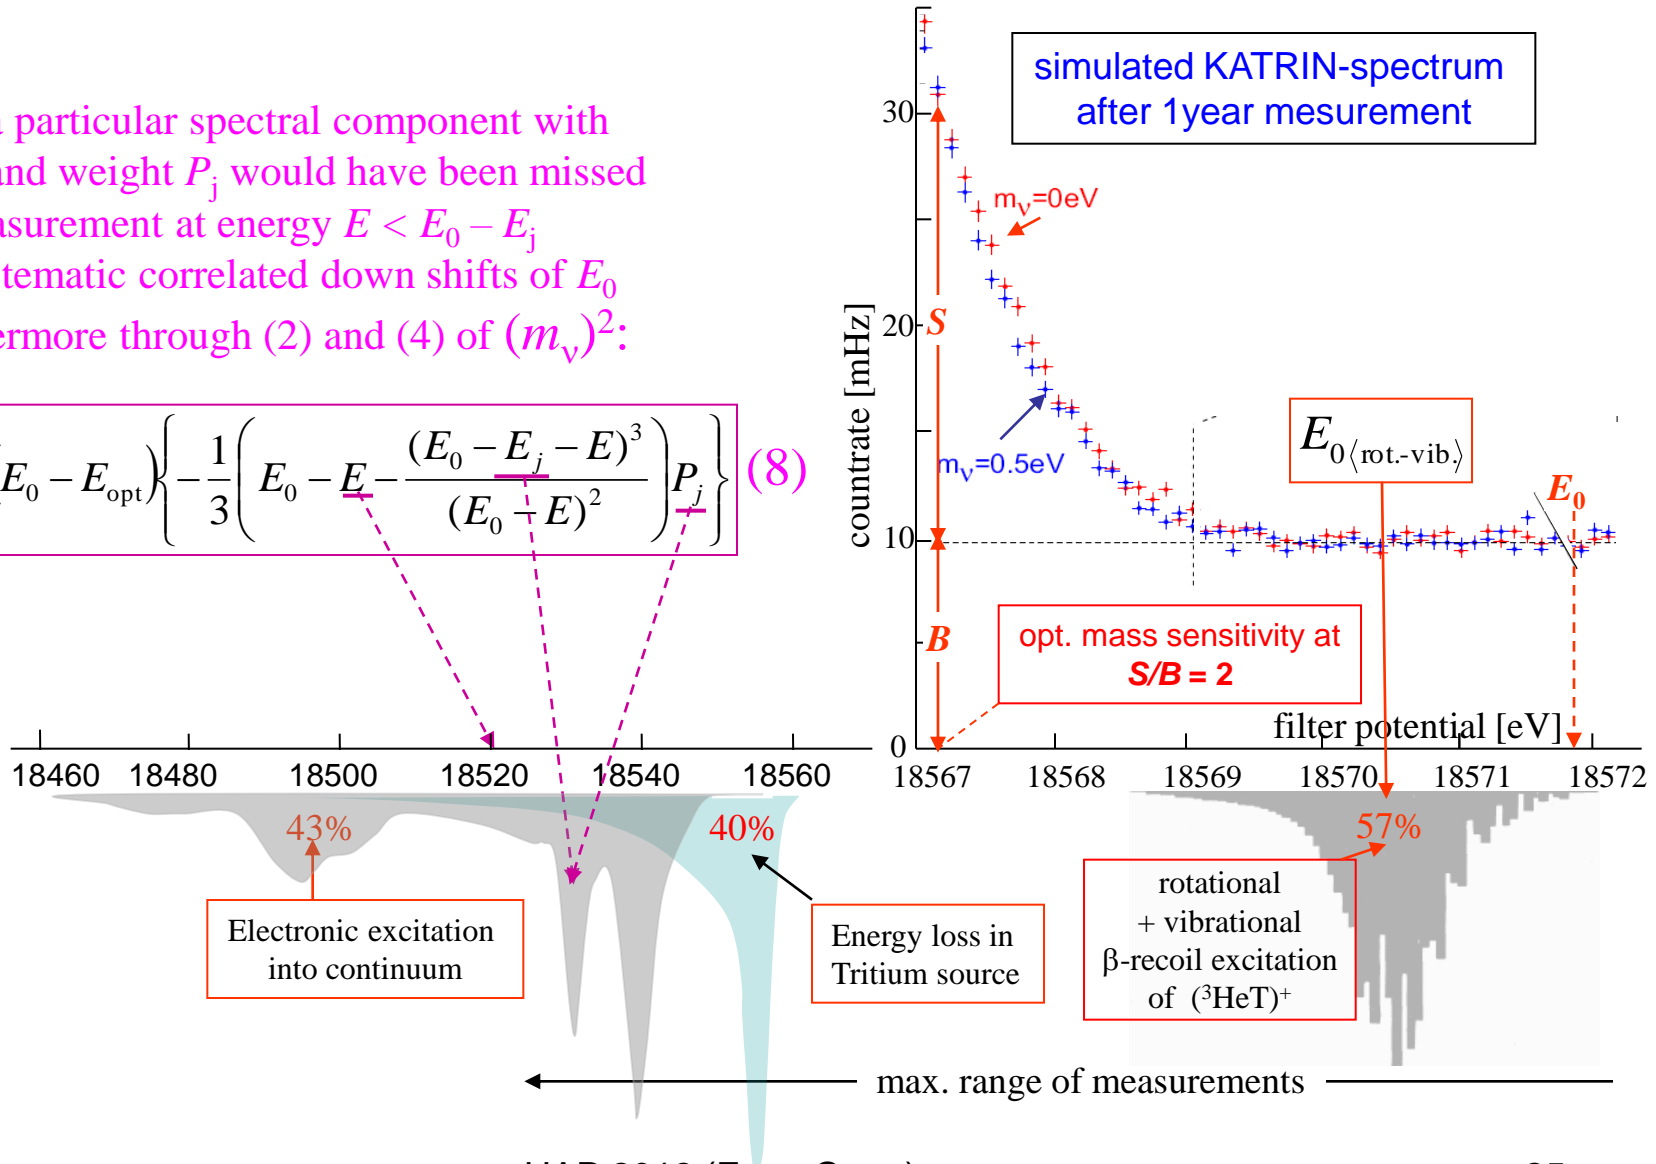 particular spectral component with
and weight Pj would have been missed
asurement at energy E < E0 – Ej
tematic correlated down shifts of E0
ermore through (2) and (4) of (mν)2:
E0 − Eopt){−1/3(E0 − E − (E0 − Ej − E)3/(E0 − E)2)Pj} (8)
simulated KATRIN-spectrum
after 1year mesurement
countrate [mHz]
30
20
10
0
S
B
mν=0eV
mν=0.5eV
E0⟨rot.-vib.⟩
E0
opt. mass sensitivity at
S/B = 2
filter potential [eV]
18460 18480 18500 18520 18540 18560
18567 18568 18569 18570 18571 18572
43%
40%
57%
Electronic excitation
into continuum
Energy loss in
Tritium source
rotational
+ vibrational
β-recoil excitation
of (3HeT)+
max. range of measurements